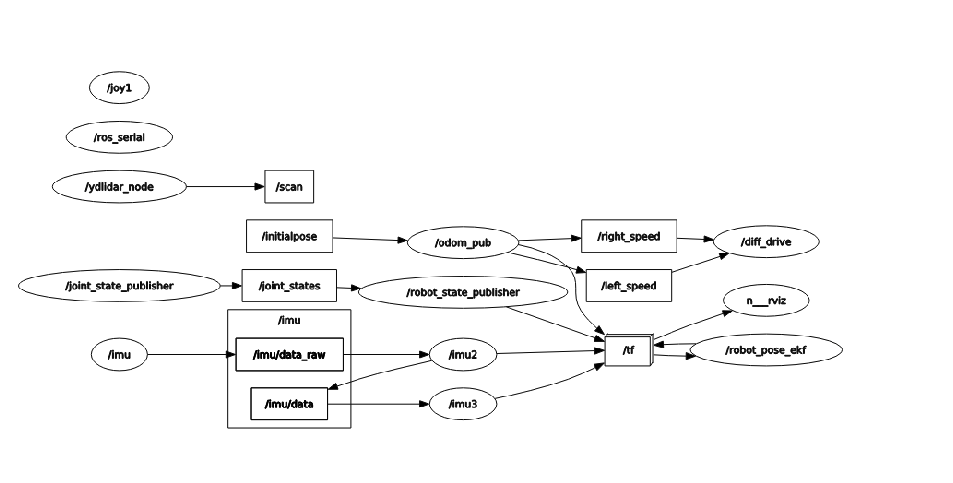 /joy1
/ros_serial
/ydlidar_node
/scan
/initialpose
/odom_pub
/right_speed
/diff_drive
/joint_state_publisher
/joint_states
/robot_state_publisher
/left_speed
n___rviz
/imu
/imu
/imu/data_raw
/imu2
/tf
/robot_pose_ekf
/imu/data
/imu3